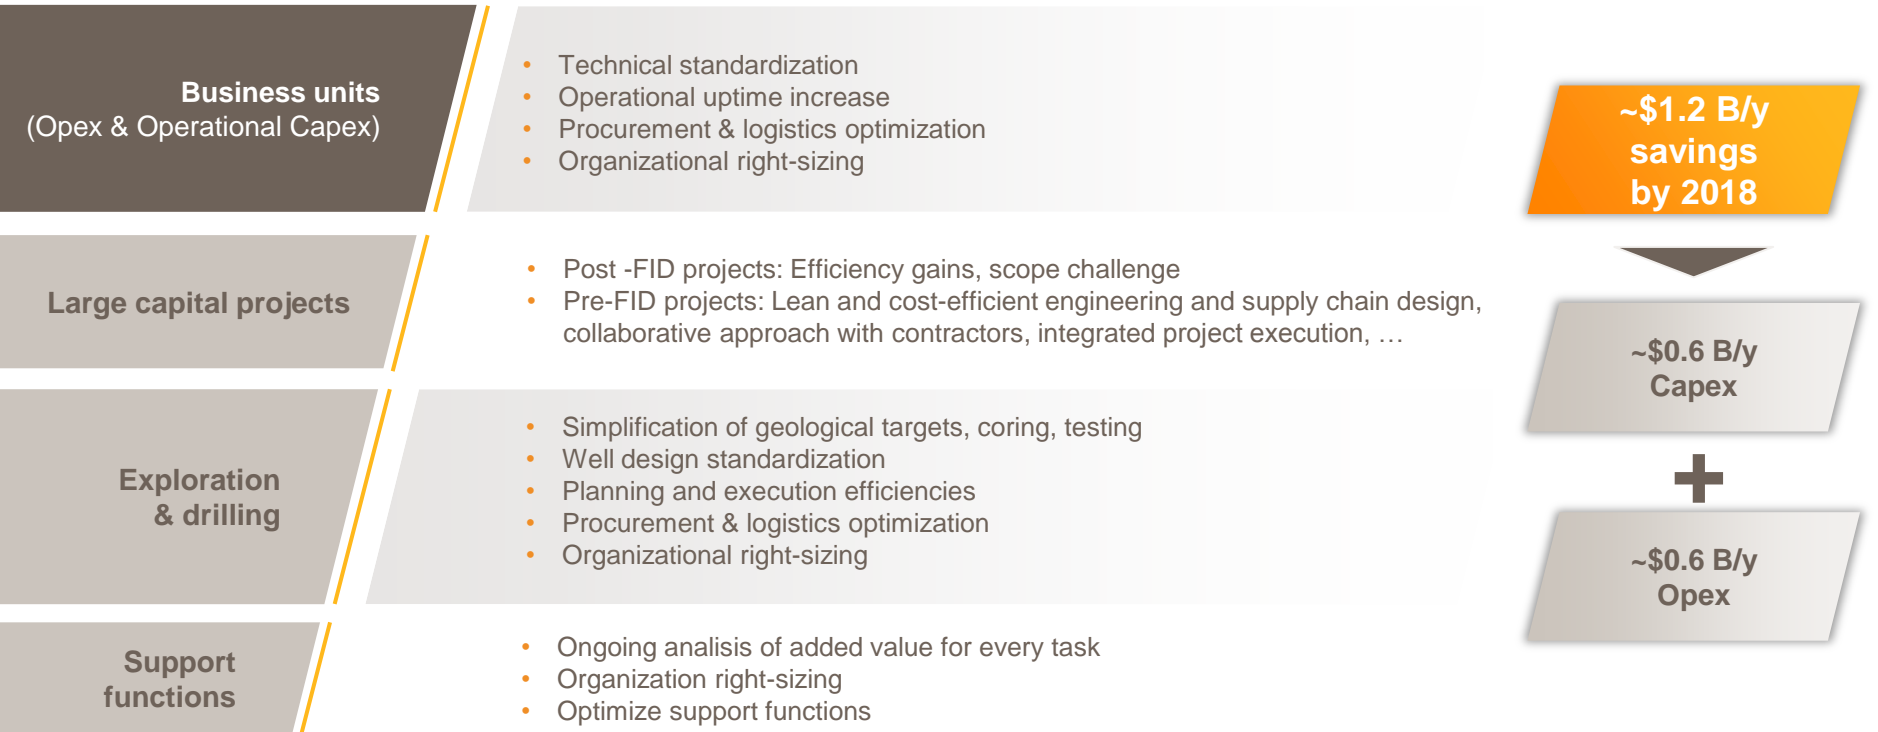 Business units
(Opex & Operational Capex)
• Technical standardization
• Operational uptime increase
• Procurement & logistics optimization
• Organizational right-sizing
Large capital projects
• Post -FID projects: Efficiency gains, scope challenge
• Pre-FID projects: Lean and cost-efficient engineering and supply chain design,
collaborative approach with contractors, integrated project execution, …
Exploration
& drilling
• Simplification of geological targets, coring, testing
• Well design standardization
• Planning and execution efficiencies
• Procurement & logistics optimization
• Organizational right-sizing
Support
functions
• Ongoing analisis of added value for every task
• Organization right-sizing
• Optimize support functions
~$1.2 B/y
savings
by 2018
~$0.6 B/y
Capex
~$0.6 B/y
Opex